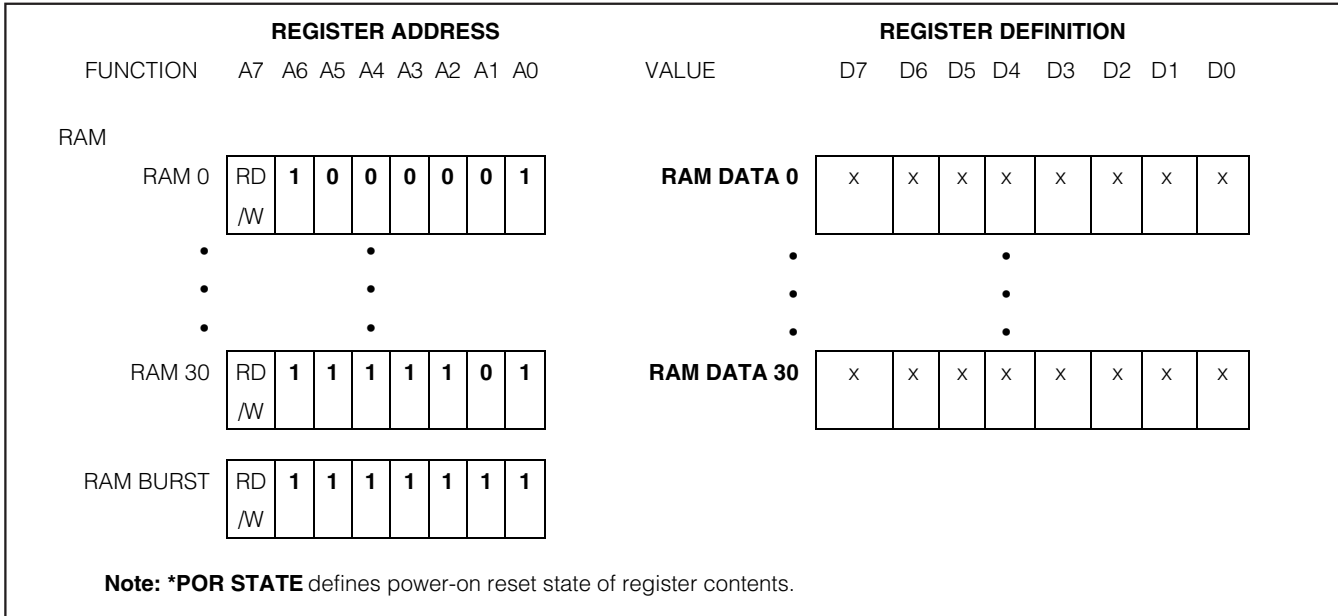 REGISTER ADDRESS REGISTER DEFINITION
FUNCTION A7 A6 A5 A4 A3 A2 A1 A0 VALUE D7 D6 D5 D4 D3 D2 D1 D0
RAM
RAM 0 RD 1 0 0 0 0 0 1 RAM DATA 0 x x x x x x x x
/W
RAM 30 RD 1 1 1 1 1 0 1 RAM DATA 30 x x x x x x x x
/W
RAM BURST RD 1 1 1 1 1 1 1
/W
Note: *POR STATE defines power-on reset state of register contents.